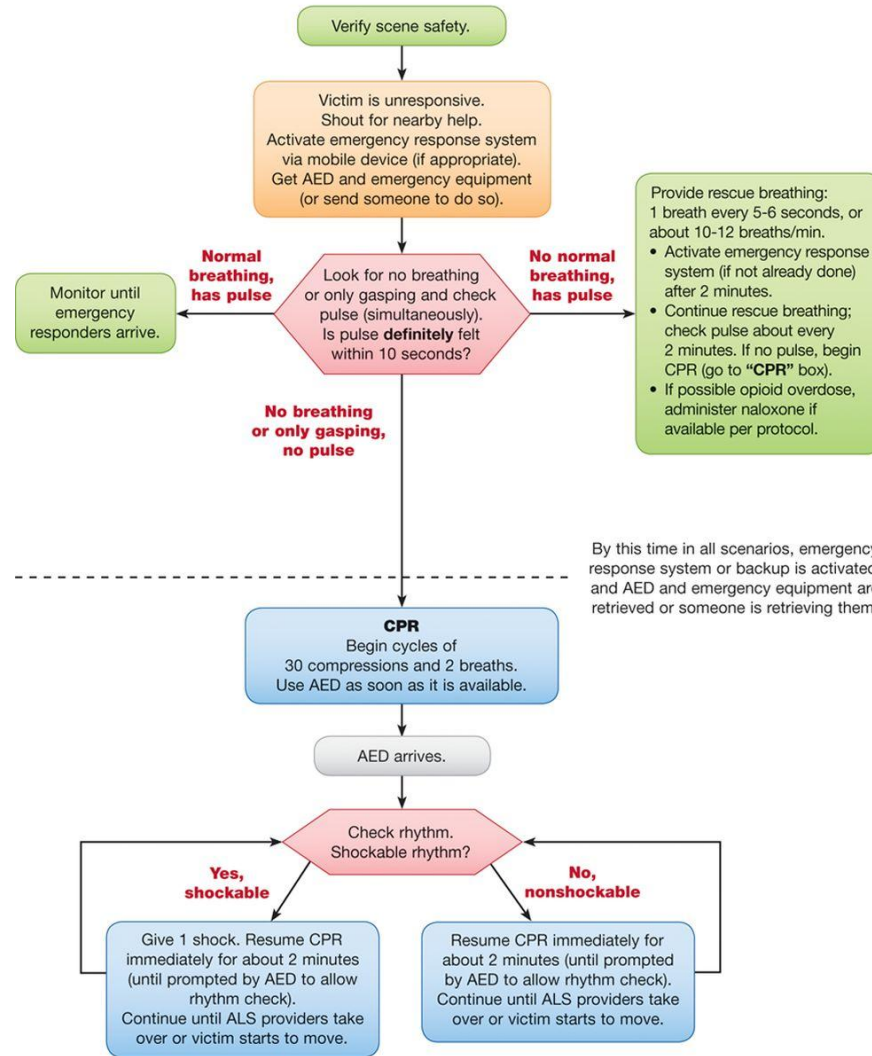 Verify scene safety.
Victim is unresponsive.
Shout for nearby help.
Activate emergency response system
via mobile device (if appropriate).
Get AED and emergency equipment
(or send someone to do so).
Normal
breathing,
has pulse
Monitor until
emergency
responders arrive.
Look for no breathing
or only gasping and check
pulse (simultaneously).
Is pulse definitely felt
within 10 seconds?
No normal
breathing,
has pulse
Provide rescue breathing:
1 breath every 5-6 seconds, or
about 10-12 breaths/min.
• Activate emergency response
system (if not already done)
after 2 minutes.
• Continue rescue breathing;
check pulse about every
2 minutes. If no pulse, begin
CPR (go to “CPR” box).
• If possible opioid overdose,
administer naloxone if
available per protocol.
No breathing
or only gasping,
no pulse
By this time in all scenarios, emergency
response system or backup is activated
and AED and emergency equipment are
retrieved or someone is retrieving them
CPR
Begin cycles of
30 compressions and 2 breaths.
Use AED as soon as it is available.
AED arrives.
Check rhythm.
Shockable rhythm?
Yes,
shockable
No,
nonshockable
Give 1 shock. Resume CPR
immediately for about 2 minutes
(until prompted by AED to allow
rhythm check).
Continue until ALS providers take
over or victim starts to move.
Resume CPR immediately for
about 2 minutes (until prompted
by AED to allow rhythm check).
Continue until ALS providers take
over or victim starts to move.